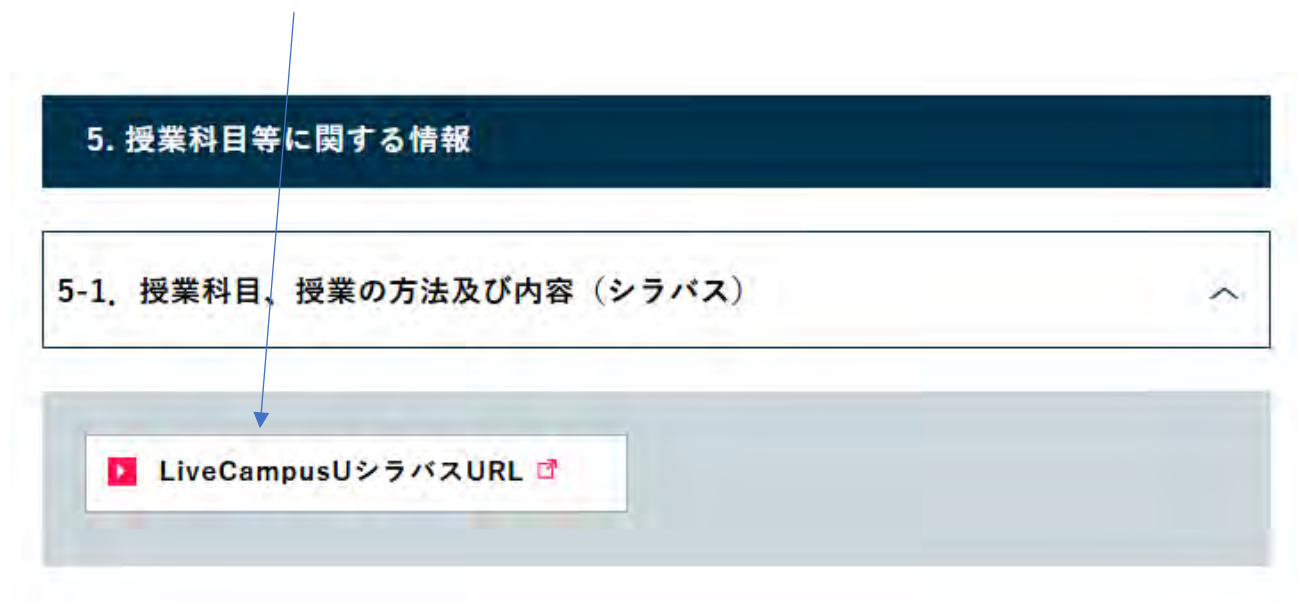 5. 授業科目等に関する情報
5-1. 授業科目、授業の方法及び内容（シラバス）
LiveCampusUシラバスURL